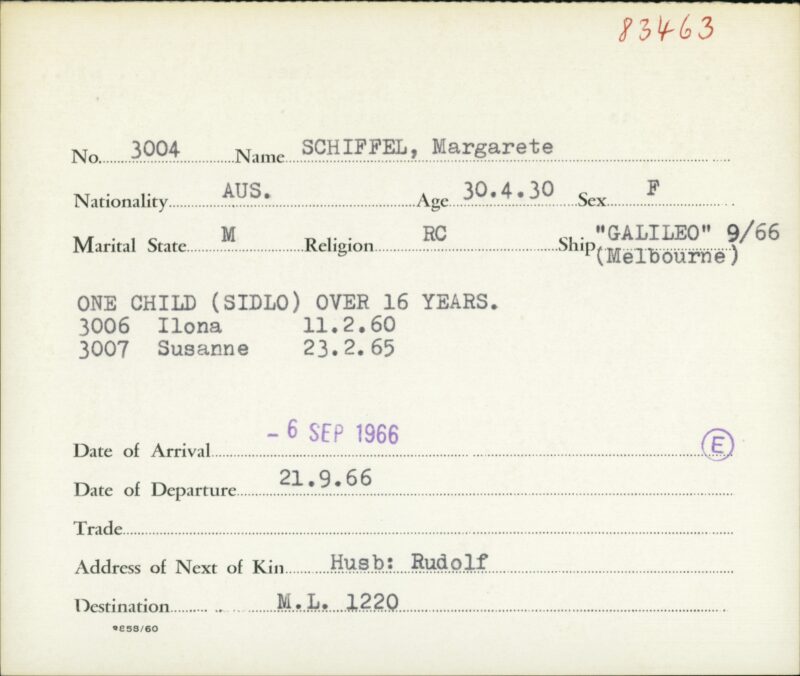 83463
No. 3004 Name SCHIFFEL, Margarete
Nationality AUS. Age 30.4.30 Sex F
Marital State M Religion RC Ship "GALILEO" 9/66
(Melbourne)
ONE CHILD (SIDLO) OVER 16 YEARS.
3006 Ilona 11.2.60
3007 Susanne 23.2.65
Date of Arrival - 6 SEP 1966 E
Date of Departure 21.9.66
Trade
Address of Next of Kin Husb: Rudolf
Destination M.L. 1220